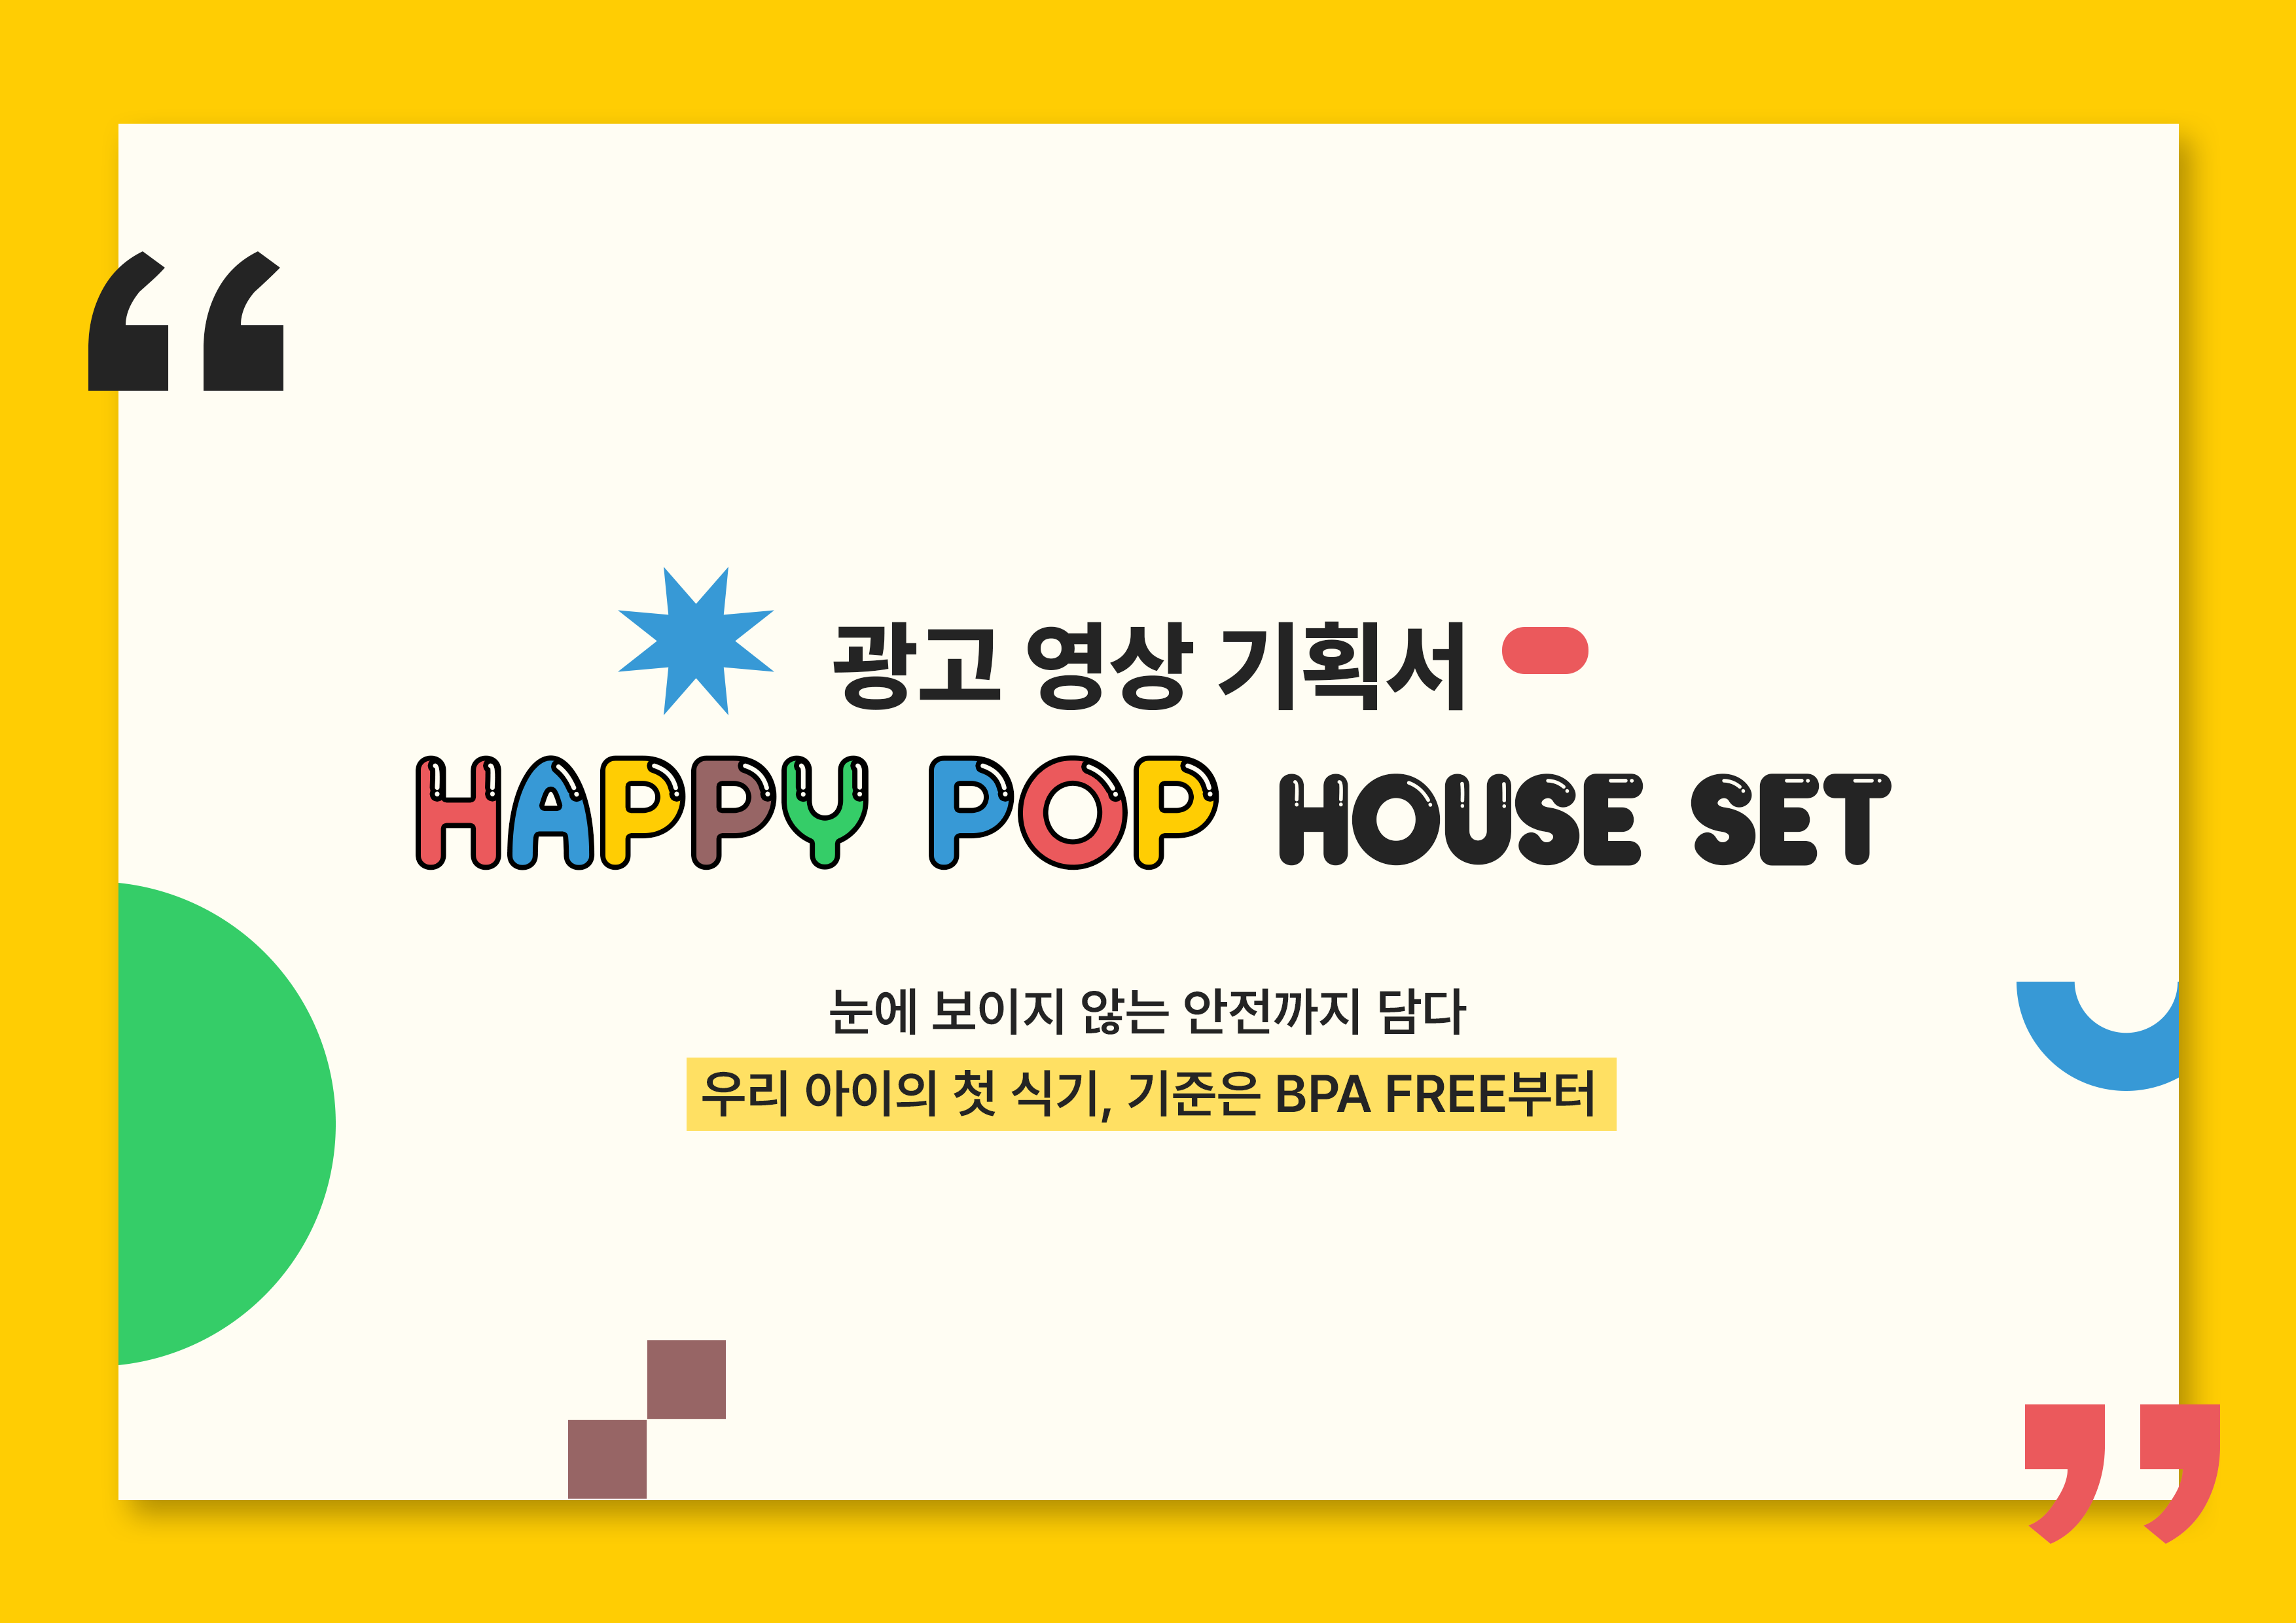 “
광고 영상 기획서
HAPPY POP HOUSE SET
눈에 보이지 않는 안전까지 담다
우리 아이의 첫 식기, 기준은 BPA FREE부터
”